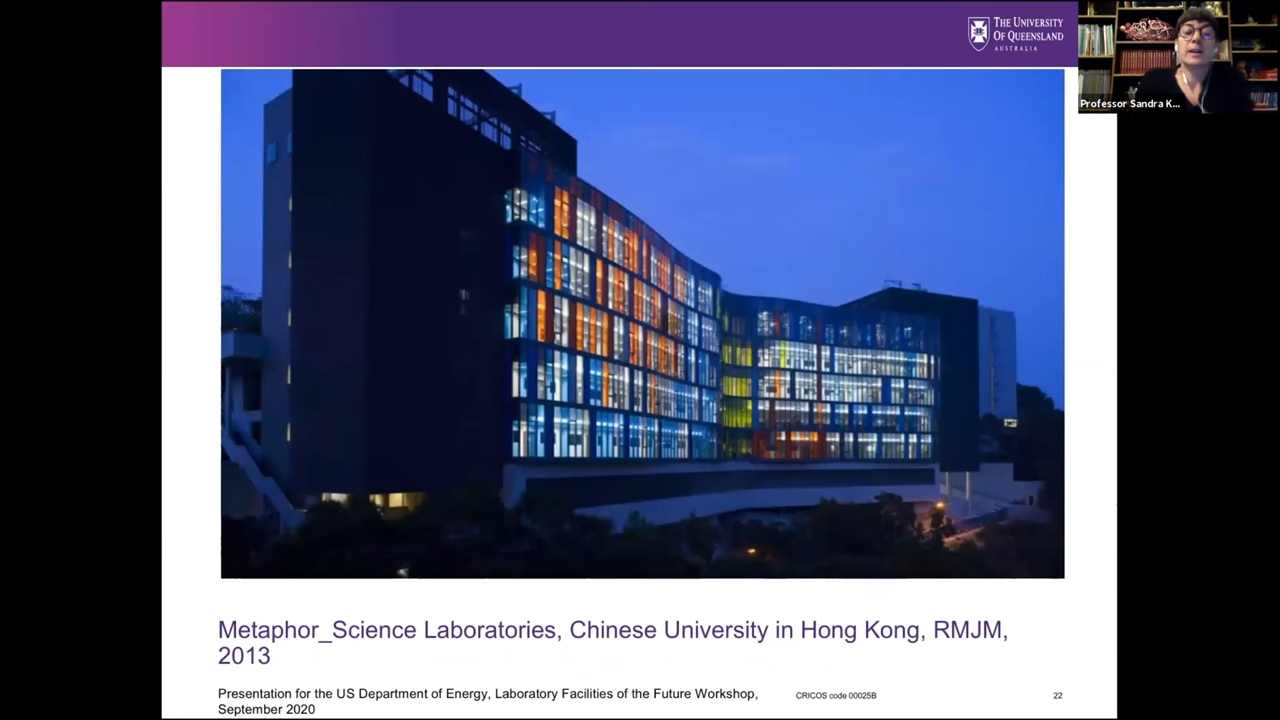 THE UNIVERSITY
OF QUEENSLAND
AUSTRALIA
Professor Sandra K...
Metaphor_Science Laboratories, Chinese University in Hong Kong, RMJM,
2013
Presentation for the US Department of Energy, Laboratory Facilities of the Future Workshop,
September 2020
CRICOS code 00025B
22